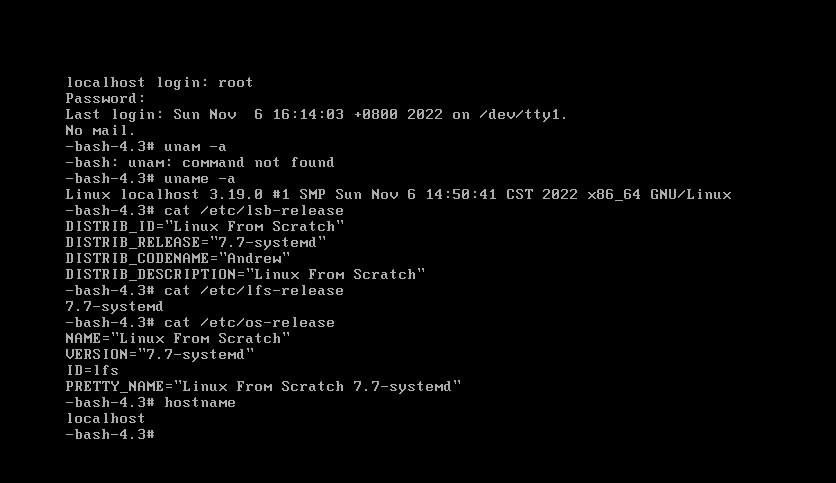 localhost login: root
Password:
Last login: Sun Nov  6 16:14:03 +0800 2022 on /dev/tty1.
No mail.
-bash-4.3# unam -a
-bash: unam: command not found
-bash-4.3# uname -a
Linux localhost 3.19.0 #1 SMP Sun Nov 6 14:50:41 CST 2022 x86_64 GNU/Linux
-bash-4.3# cat /etc/lsb-release
DISTRIB_ID="Linux From Scratch"
DISTRIB_RELEASE="7.7-systemd"
DISTRIB_CODENAME="Andrew"
DISTRIB_DESCRIPTION="Linux From Scratch"
-bash-4.3# cat /etc/lfs-release
7.7-systemd
-bash-4.3# cat /etc/os-release
NAME="Linux From Scratch"
VERSION="7.7-systemd"
ID=lfs
PRETTY_NAME="Linux From Scratch 7.7-systemd"
-bash-4.3# hostname
localhost
-bash-4.3#